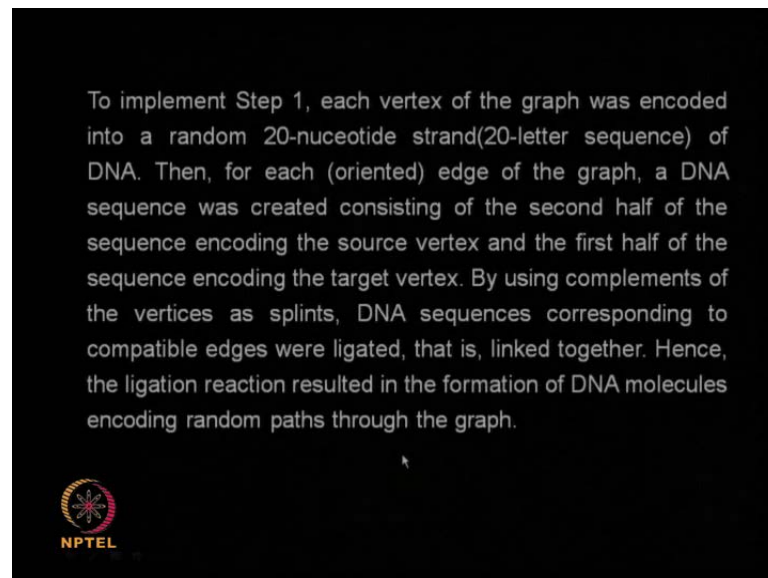 To implement Step 1, each vertex of the graph was encoded
into a random 20-nuceotide strand(20-letter sequence) of
DNA. Then, for each (oriented) edge of the graph, a DNA
sequence was created consisting of the second half of the
sequence encoding the source vertex and the first half of the
sequence encoding the target vertex. By using complements of
the vertices as splints, DNA sequences corresponding to
compatible edges were ligated, that is, linked together. Hence,
the ligation reaction resulted in the formation of DNA molecules
encoding random paths through the graph.
NPTEL